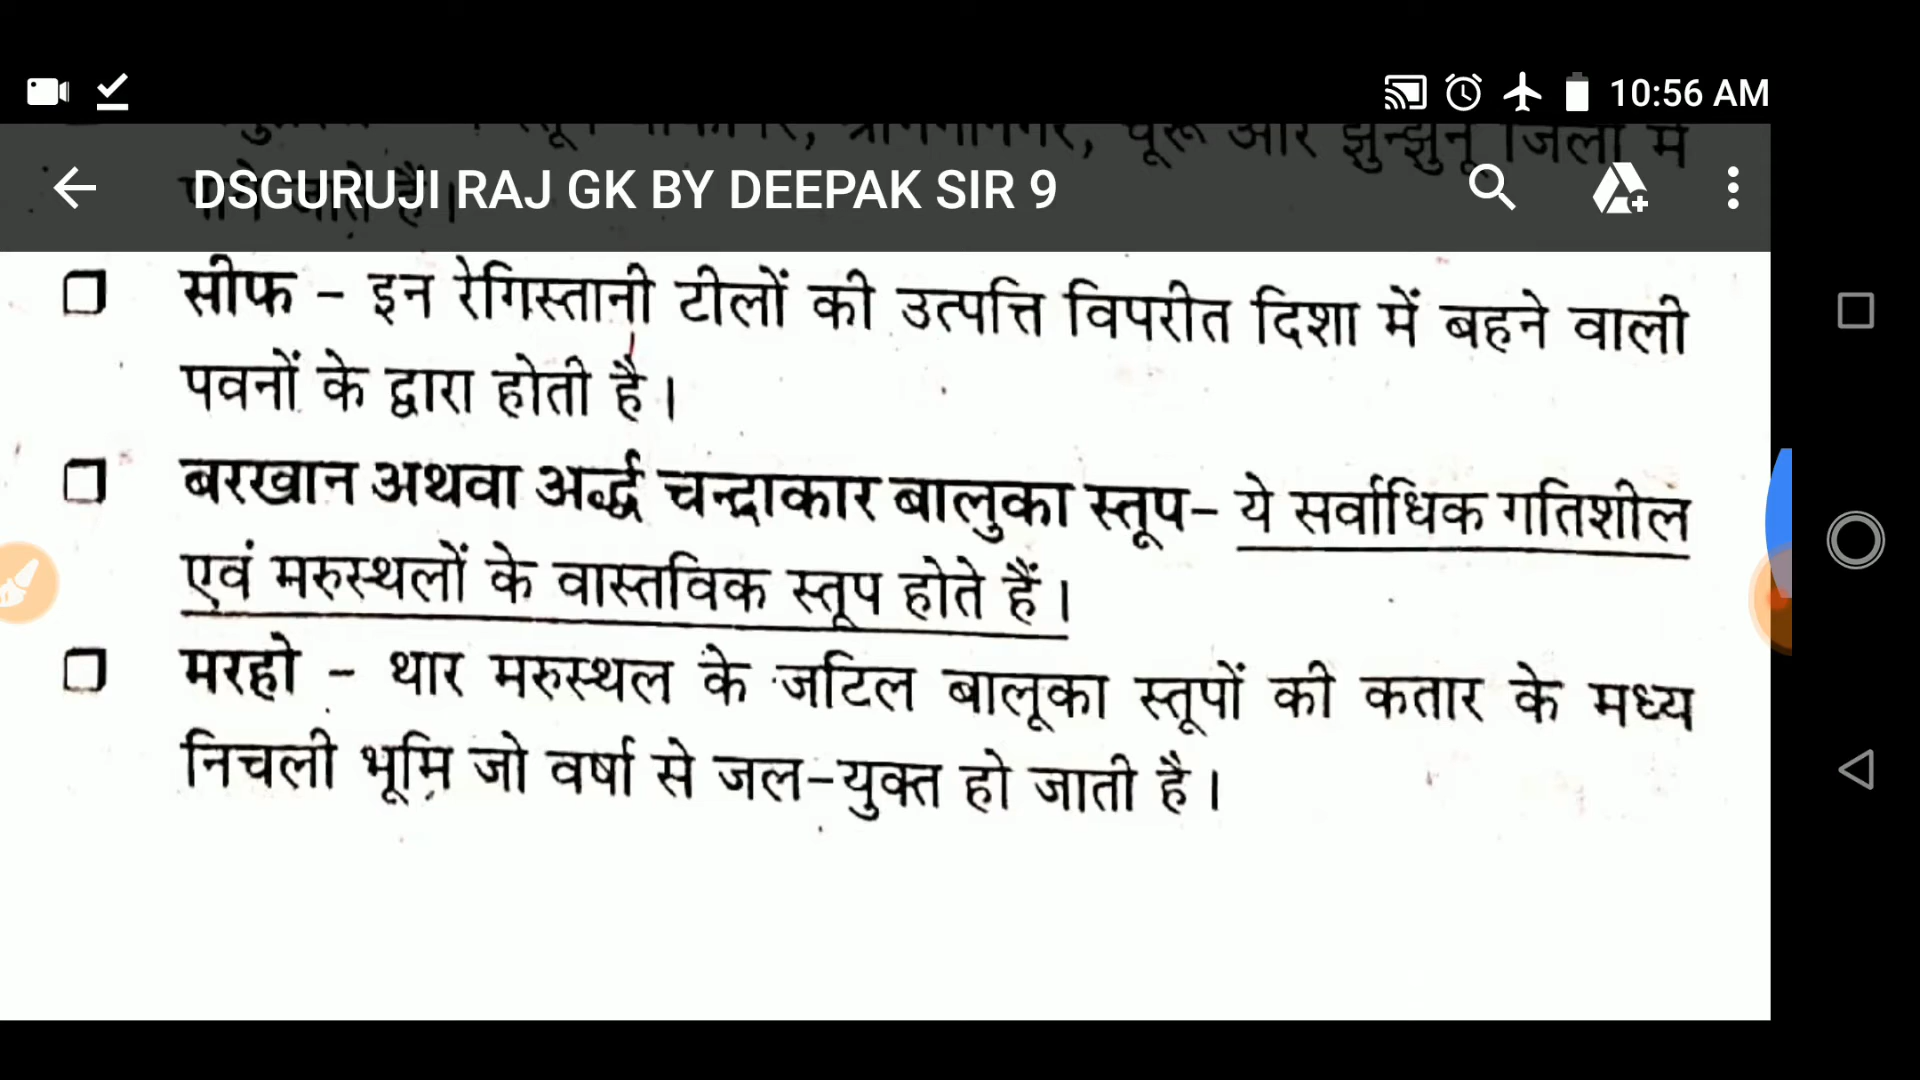 10:56 AM
जिलों में
DSGURUJI RAJ GK BY DEEPAK SIR 9
सीफ – इन रेगिस्तानी टीलों की उत्पत्ति विपरीत दिशा में बहने वाली
पवनों के द्वारा होती है।
बरखान अथवा अर्द्ध चन्द्राकार बालुका स्तूप– ये सर्वाधिक गतिशील
एवं मरुस्थलों के वास्तविक स्तूप होते हैं।
मरहो – थार मरुस्थल के जटिल बालूका स्तूपों की कतार के मध्य
निचली भूमि जो वर्षा से जल-युक्त हो जाती है।